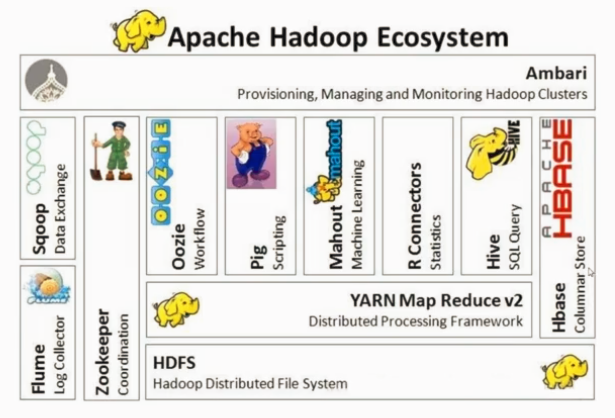 Apache Hadoop Ecosystem
Ambari
Provisioning, Managing and Monitoring Hadoop Clusters
sqoop
Sqoop
Data Exchange
Zookeeper
Coordination
OOZIE
Oozie
Workflow
Pig
Scripting
mahout
Mahout
Machine Learning
R Connectors
Statistics
HIVE
Hive
SQL Query
APACHE
HBASE
Hbase
Columnar Store
FLUME
Flume
Log Collector
YARN Map Reduce v2
Distributed Processing Framework
HDFS
Hadoop Distributed File System